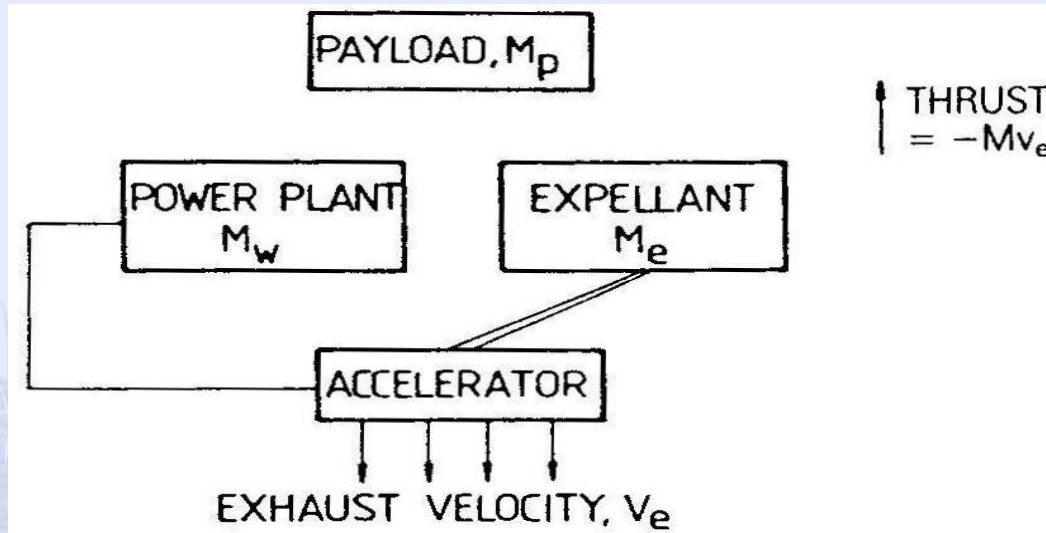 PAYLOAD, Mp
THRUST
= -Mve
POWER PLANT
Mw
EXPELLANT
Me
ACCELERATOR
EXHAUST VELOCITY, Ve